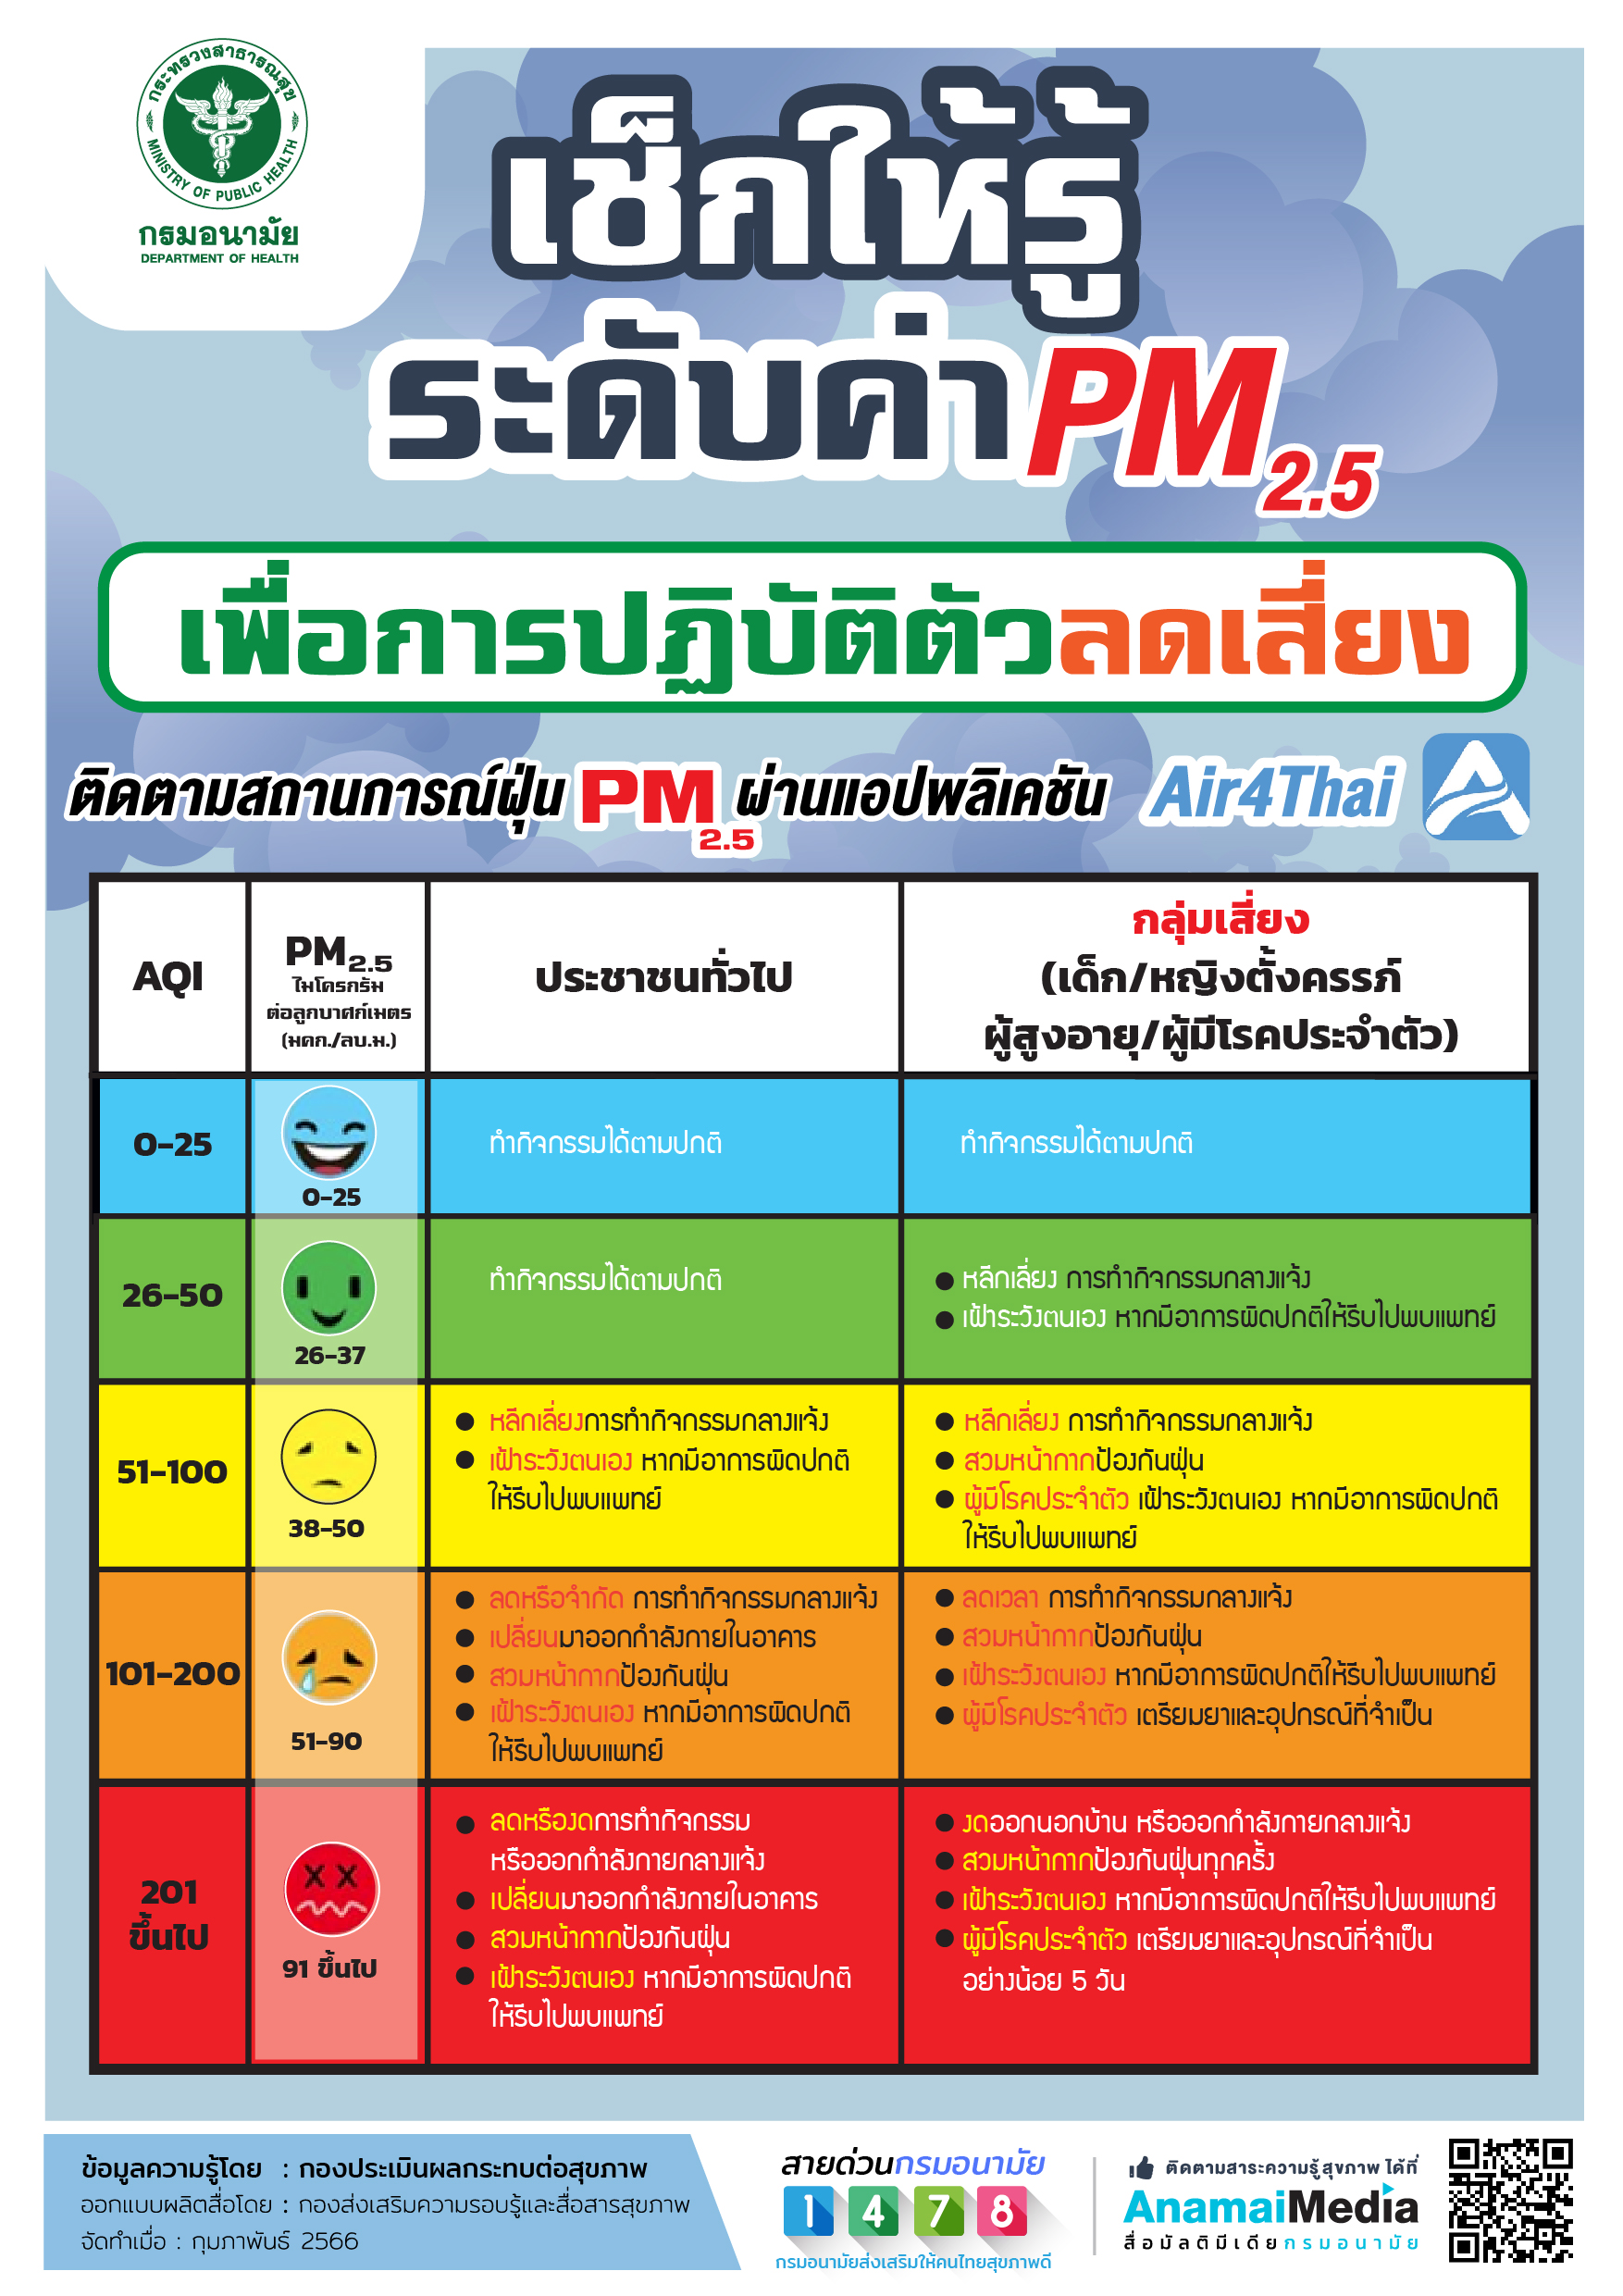 กระทรวงสาธารณสุข
MINISTRY OF PUBLIC HEALTH
กรมอนามัย
DEPARTMENT OF HEALTH
เช็กให้รู้
ระดับค่า PM2.5
เพื่อการปฏิบัติตัวลดเสี่ยง
ติดตามสถานการณ์ฝุ่น PM2.5 ผ่านแอปพลิเคชัน Air4Thai
AQI
PM2.5
ไมโครกรัม
ต่อลูกบาศก์เมตร
(มคก./ลบ.ม.)
ประชาชนทั่วไป
กลุ่มเสี่ยง
(เด็ก/หญิงตั้งครรภ์
ผู้สูงอายุ/ผู้มีโรคประจำตัว)
0-25
0-25
ทำกิจกรรมได้ตามปกติ
ทำกิจกรรมได้ตามปกติ
26-50
26-37
ทำกิจกรรมได้ตามปกติ
● หลีกเลี่ยง การทำกิจกรรมกลางแจ้ง
● เฝ้าระวังตนเอง หากมีอาการผิดปกติให้รีบไปพบแพทย์
51-100
38-50
● หลีกเลี่ยงการทำกิจกรรมกลางแจ้ง
● เฝ้าระวังตนเอง หากมีอาการผิดปกติ
ให้รีบไปพบแพทย์
● หลีกเลี่ยง การทำกิจกรรมกลางแจ้ง
● สวมหน้ากากป้องกันฝุ่น
● ผู้มีโรคประจำตัว เฝ้าระวังตนเอง หากมีอาการผิดปกติ
ให้รีบไปพบแพทย์
101-200
51-90
● ลดหรือจำกัด การทำกิจกรรมกลางแจ้ง
● เปลี่ยนมาออกกำลังกายในอาคาร
● สวมหน้ากากป้องกันฝุ่น
● เฝ้าระวังตนเอง หากมีอาการผิดปกติ
ให้รีบไปพบแพทย์
● ลดเวลา การทำกิจกรรมกลางแจ้ง
● สวมหน้ากากป้องกันฝุ่น
● เฝ้าระวังตนเอง หากมีอาการผิดปกติให้รีบไปพบแพทย์
● ผู้มีโรคประจำตัว เตรียมยาและอุปกรณ์ที่จำเป็น
201
ขึ้นไป
91 ขึ้นไป
● ลดหรืองดการทำกิจกรรม
หรือออกกำลังกายกลางแจ้ง
● เปลี่ยนมาออกกำลังกายในอาคาร
● สวมหน้ากากป้องกันฝุ่น
● เฝ้าระวังตนเอง หากมีอาการผิดปกติ
ให้รีบไปพบแพทย์
● งดออกนอกบ้าน หรือออกกำลังกายกลางแจ้ง
● สวมหน้ากากป้องกันฝุ่นทุกครั้ง
● เฝ้าระวังตนเอง หากมีอาการผิดปกติให้รีบไปพบแพทย์
● ผู้มีโรคประจำตัว เตรียมยาและอุปกรณ์ที่จำเป็น
อย่างน้อย 5 วัน
ข้อมูลความรู้โดย : กองประเมินผลกระทบต่อสุขภาพ
ออกแบบผลิตสื่อโดย : กองส่งเสริมความรอบรู้และสื่อสารสุขภาพ
จัดทำเมื่อ : กุมภาพันธ์ 2566
สายด่วนกรมอนามัย
1478
กรมอนามัยส่งเสริมให้คนไทยสุขภาพดี
ติดตามสาระความรู้สุขภาพ ได้ที่
AnamaiMedia
สื่อมัลติมีเดียกรมอนามัย